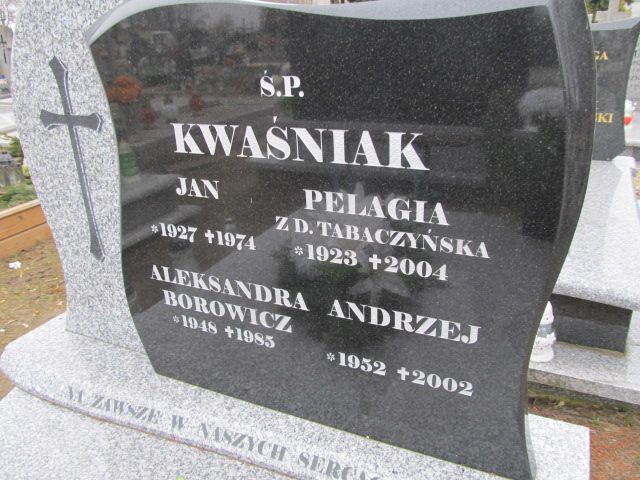 Ś.P.
KWAŚNIAK
JAN
*1927 +1974
PELAGIA
Z D. TABACZYŃSKA
*1923 +2004
ALEKSANDRA
BOROWICZ
*1948 +1985
ANDRZEJ
*1952 +2002
NA ZAWSZE W NASZYCH SERCACH